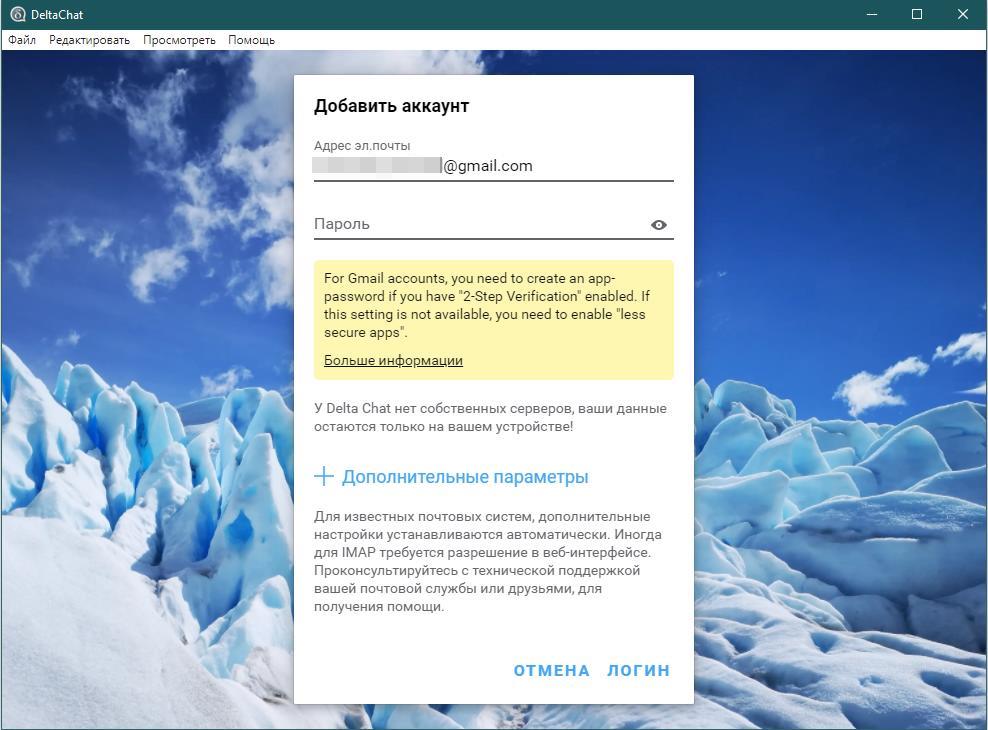 DeltaChat
Файл Редактировать Просмотреть Помощь
Добавить аккаунт
Адрес эл.почты
@gmail.com
Пароль
For Gmail accounts, you need to create an app-
password if you have "2-Step Verification" enabled. If
this setting is not available, you need to enable "less
secure apps".
Больше информации
У Delta Chat нет собственных серверов, ваши данные
остаются только на вашем устройстве!
Дополнительные параметры
Для известных почтовых систем, дополнительные
настройки устанавливаются автоматически. Иногда
для IMAP требуется разрешение в веб-интерфейсе.
Проконсультируйтесь с технической поддержкой
вашей почтовой службы или друзьями, для
получения помощи.
ОТМЕНА ЛОГИН